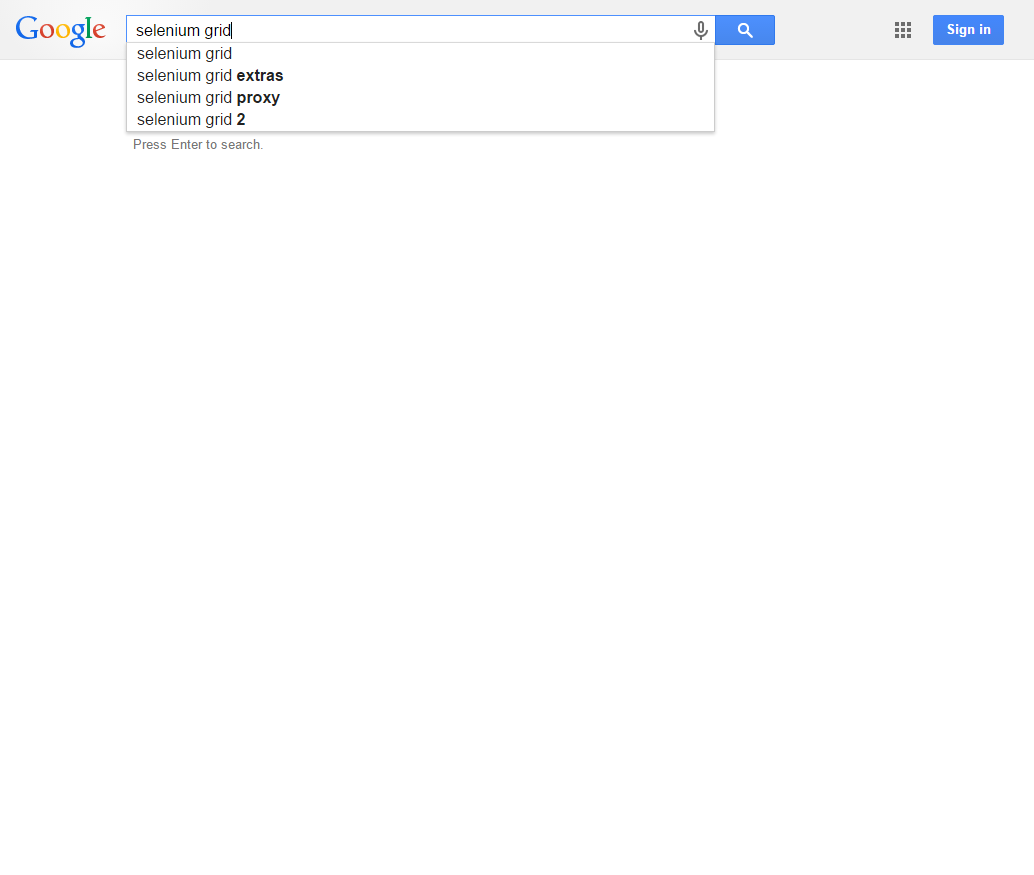 Google selenium grid Sign in
selenium grid
selenium grid extras
selenium grid proxy
selenium grid 2
Press Enter to search.